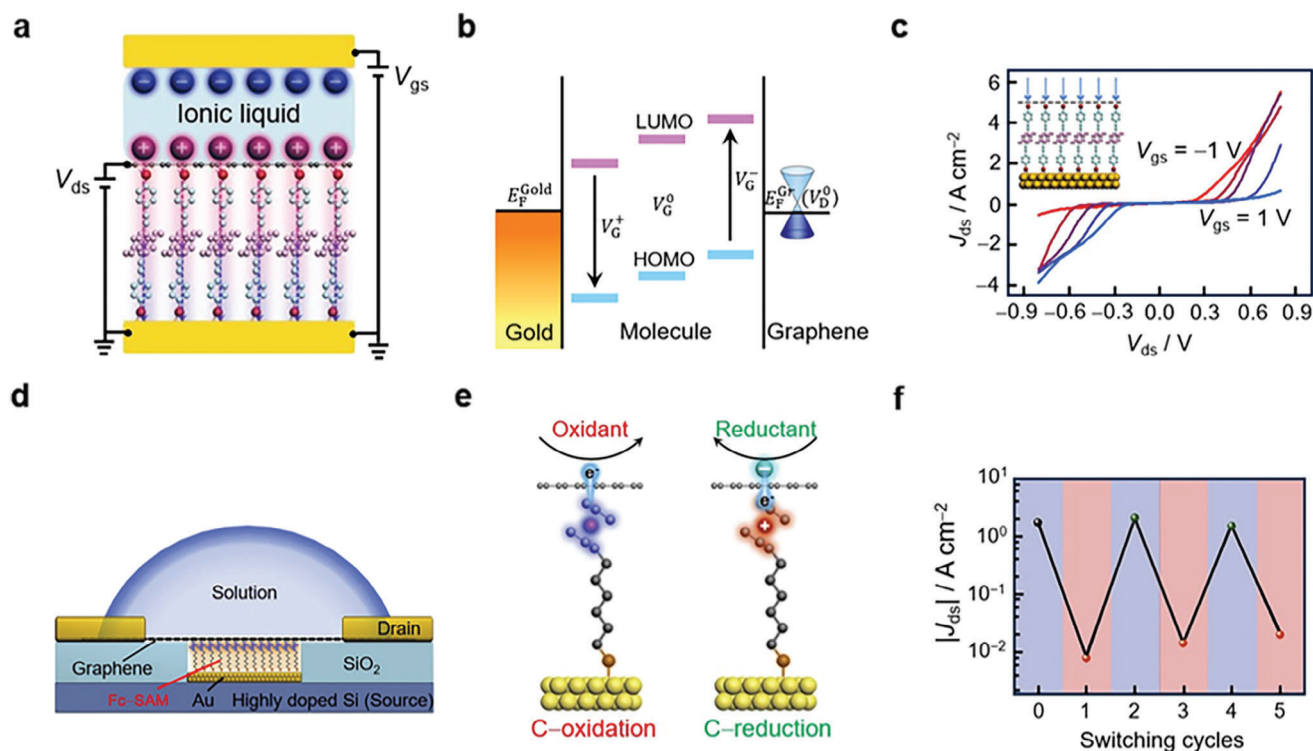 a
V_gs
Ionic liquid
V_ds
b
LUMO
E_F^Gold
V_G^+
V_G^0
V_G^-
E_F^Gr (V_D^0)
HOMO
Gold
Molecule
Graphene
c
J_ds / A cm^−2
6
4
2
0
−2
−4
V_gs = −1 V
V_gs = 1 V
−0.9 −0.6 −0.3 0.0 0.3 0.6 0.9
V_ds / V
d
Solution
Drain
Graphene
SiO_2
Fc-SAM
Au
Highly doped Si (Source)
e
Oxidant
Reductant
e^-
e^-
C–oxidation
C–reduction
f
|J_ds| / A cm^−2
10^1
10^0
10^−1
10^−2
0 1 2 3 4 5
Switching cycles